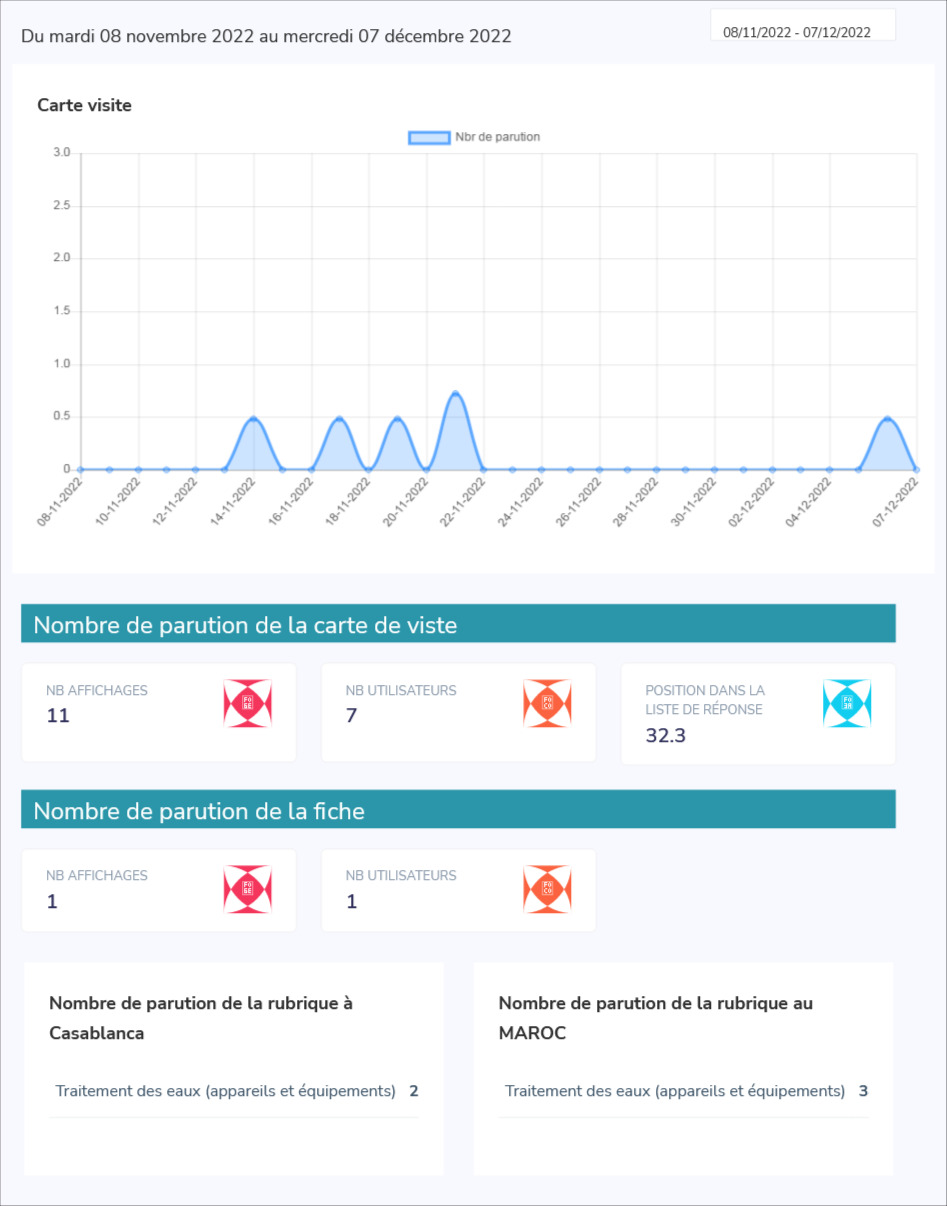 Du mardi 08 novembre 2022 au mercredi 07 décembre 2022
08/11/2022 - 07/12/2022
Carte visite
Nbr de parution
3.0
2.5
2.0
1.5
1.0
0.5
0
08-11-2022
10-11-2022
12-11-2022
14-11-2022
16-11-2022
18-11-2022
20-11-2022
22-11-2022
24-11-2022
26-11-2022
28-11-2022
30-11-2022
02-12-2022
04-12-2022
07-12-2022
Nombre de parution de la carte de viste
NB AFFICHAGES
11
NB UTILISATEURS
7
POSITION DANS LA
LISTE DE RÉPONSE
32.3
Nombre de parution de la fiche
NB AFFICHAGES
1
NB UTILISATEURS
1
Nombre de parution de la rubrique à
Casablanca
Traitement des eaux (appareils et équipements) 2
Nombre de parution de la rubrique au
MAROC
Traitement des eaux (appareils et équipements) 3